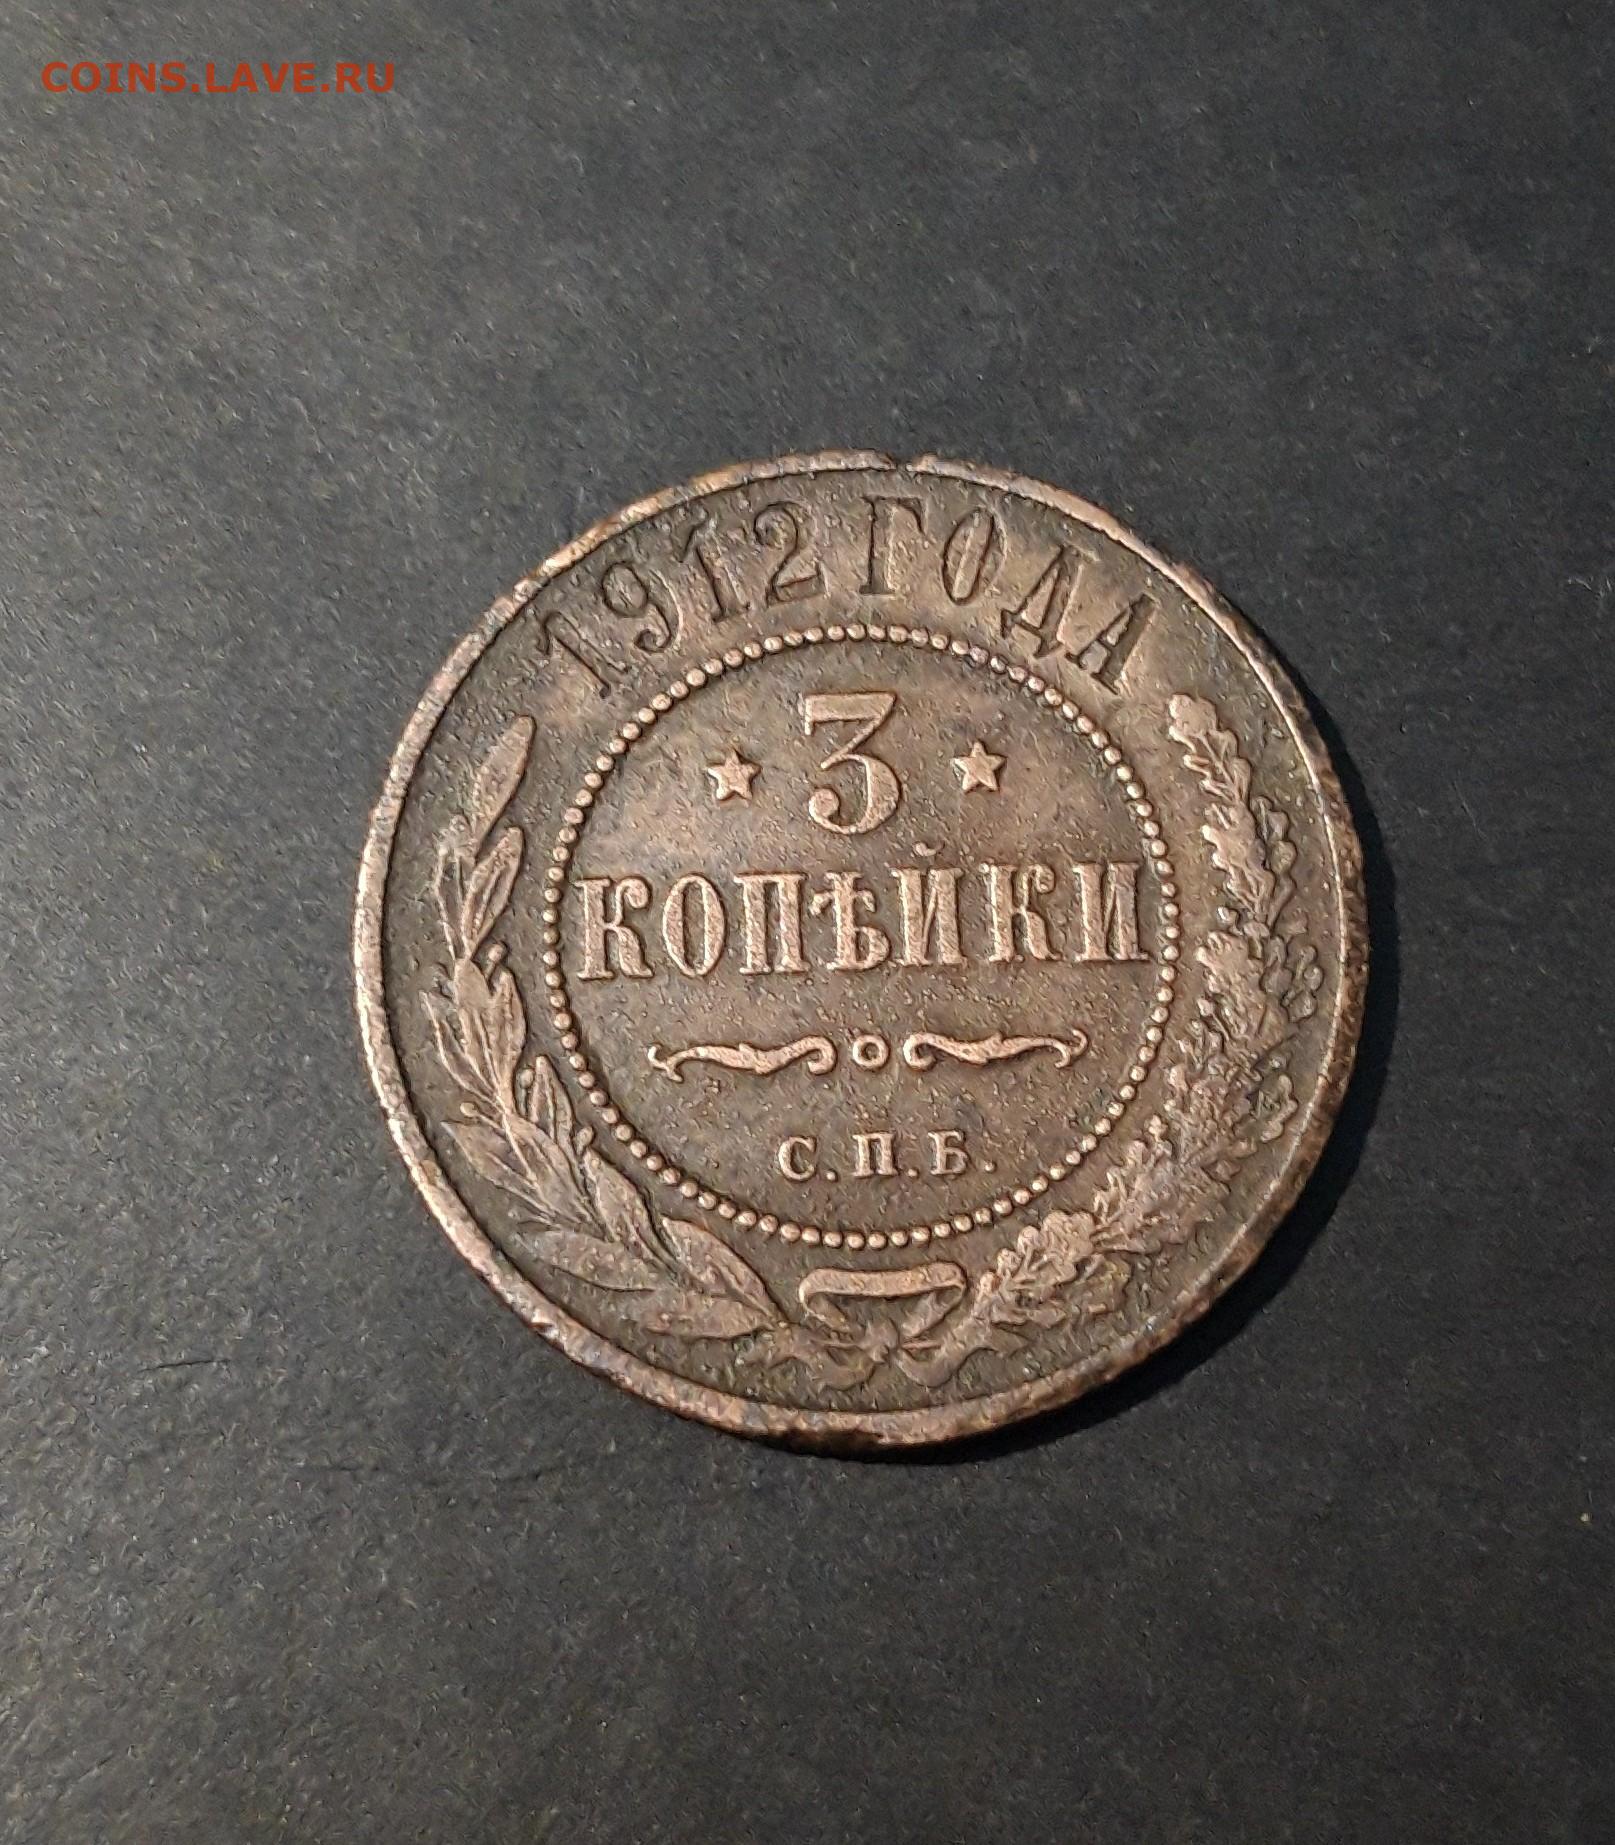 COINS.LAVE.RU
1912 ГОДА
3
КОПѢЙКИ
С.П.Б.